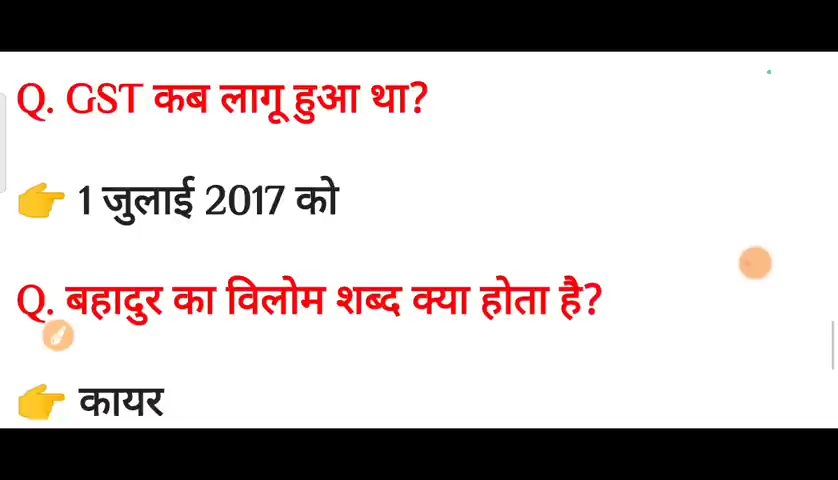 Q. GST कब लागू हुआ था?
👉 1 जुलाई 2017 को
Q. बहादुर का विलोम शब्द क्या होता है?
👉 कायर